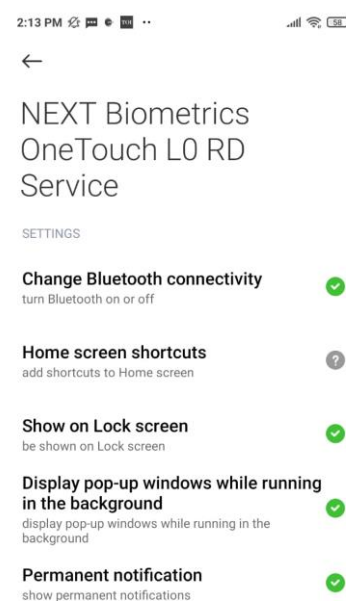 2:13 PM
58
NEXT Biometrics
OneTouch L0 RD
Service
SETTINGS
Change Bluetooth connectivity
turn Bluetooth on or off
Home screen shortcuts
add shortcuts to Home screen
Show on Lock screen
be shown on Lock screen
Display pop-up windows while running
in the background
display pop-up windows while running in the
background
Permanent notification
show permanent notifications